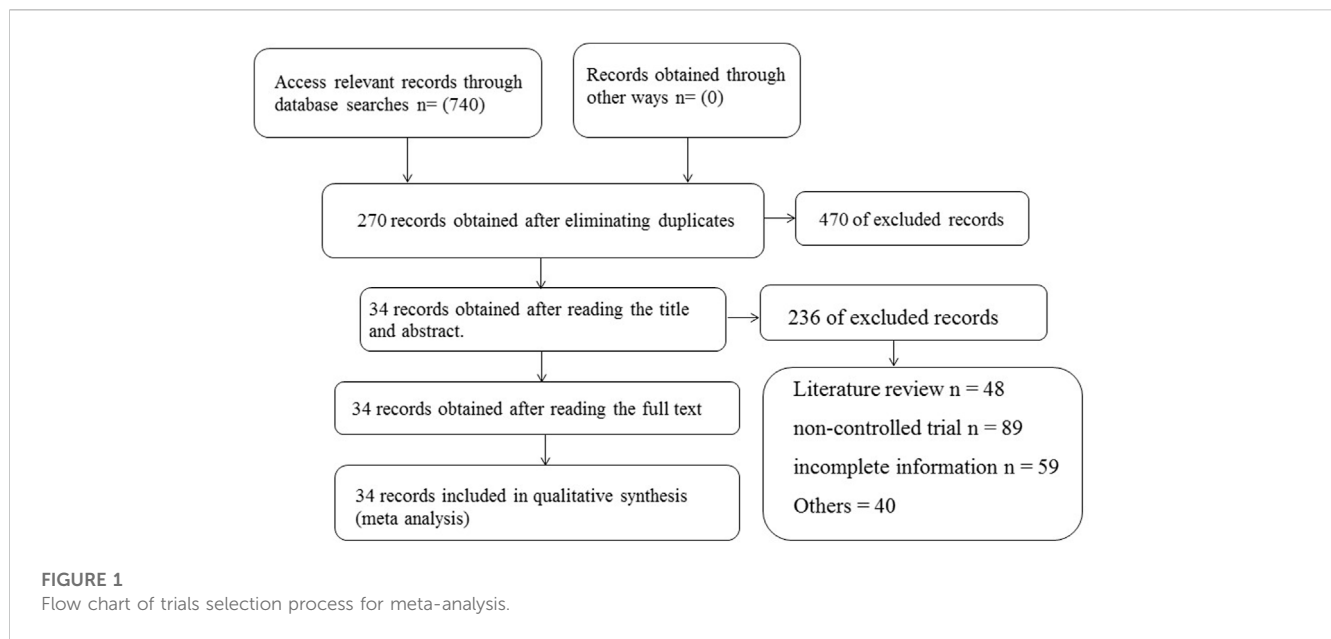 Access relevant records through
database searches n= (740)
Records obtained through
other ways n= (0)
270 records obtained after eliminating duplicates
470 of excluded records
34 records obtained after reading the title
and abstract.
236 of excluded records
34 records obtained after reading the full text
Literature review n = 48
non-controlled trial n = 89
incomplete information n = 59
Others = 40
34 records included in qualitative synthesis
(meta analysis)
FIGURE 1
Flow chart of trials selection process for meta-analysis.